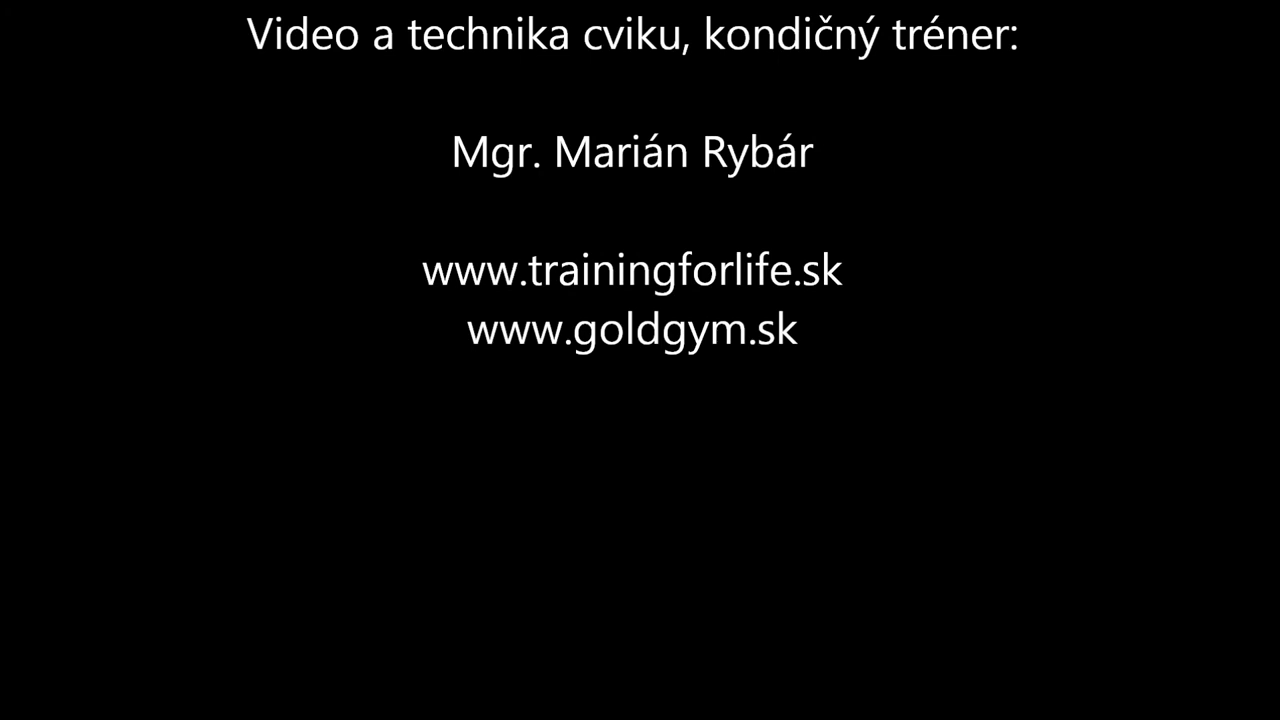 Video a technika cviku, kondičný tréner:
Mgr. Marián Rybár
www.trainingforlife.sk
www.goldgym.sk